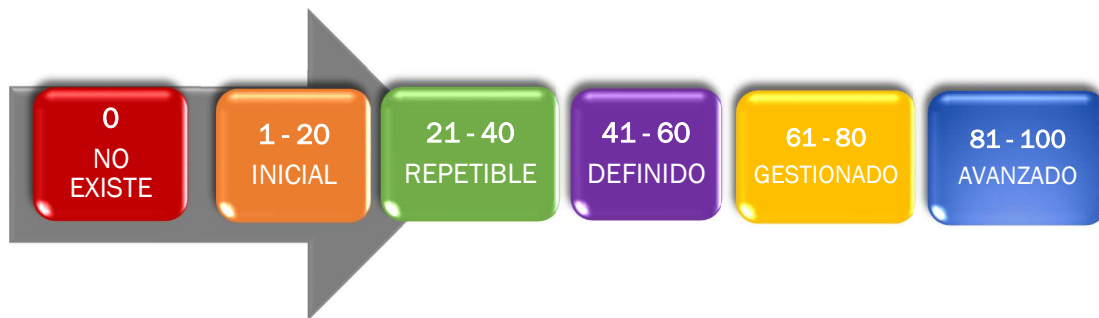 0
NO
EXISTE
1 - 20
INICIAL
21 - 40
REPETIBLE
41 - 60
DEFINIDO
61 - 80
GESTIONADO
81 - 100
AVANZADO